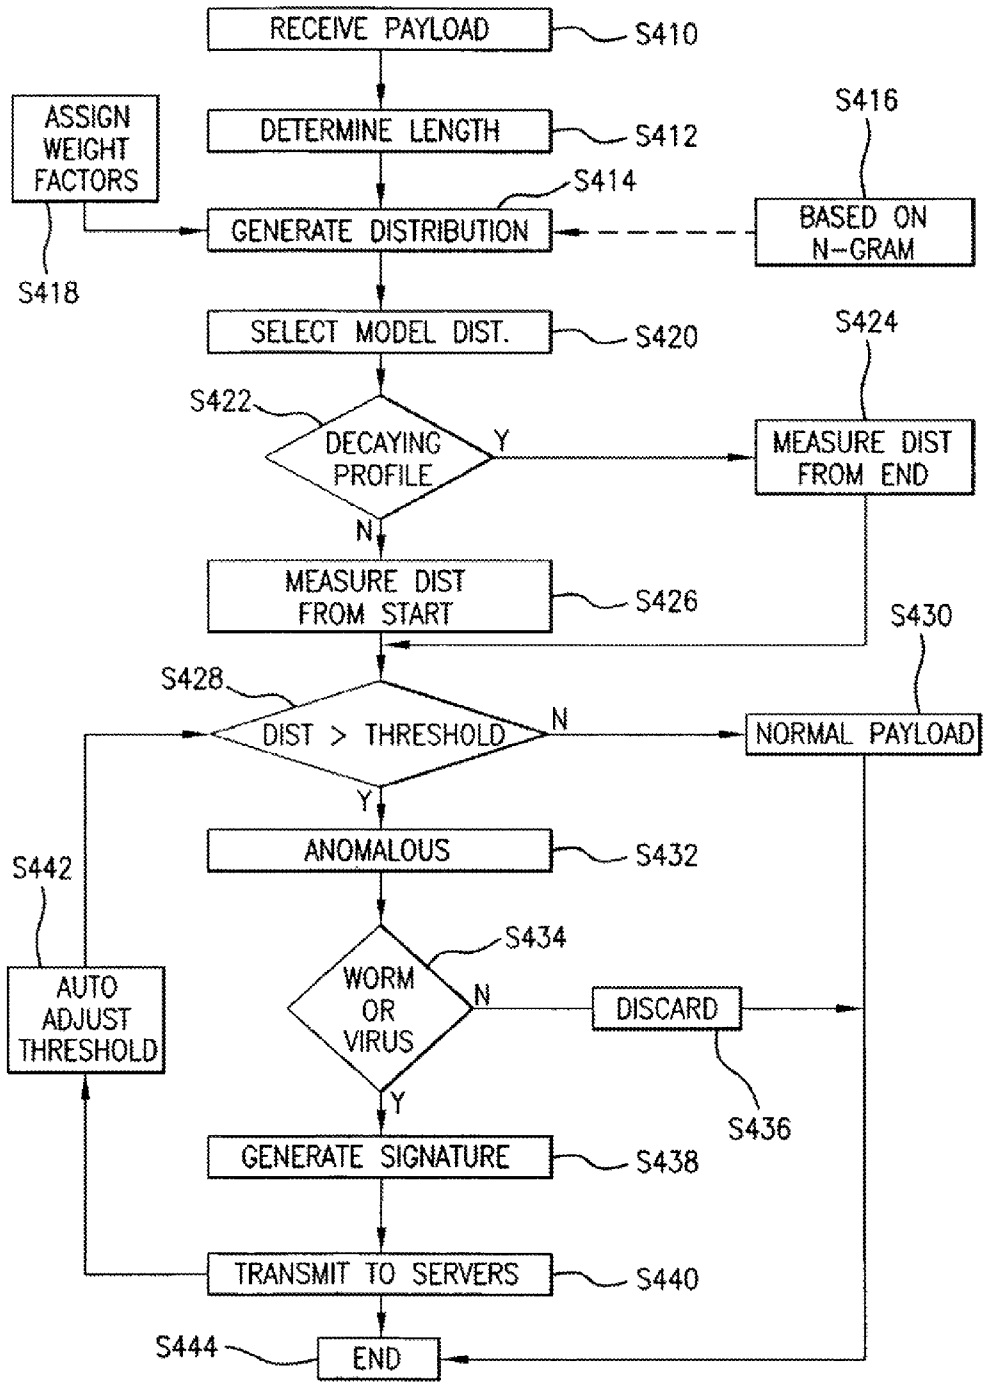 RECEIVE PAYLOAD
S410
ASSIGN
WEIGHT
FACTORS
S418
DETERMINE LENGTH
S412
S414
GENERATE DISTRIBUTION
S416
BASED ON
N-GRAM
SELECT MODEL DIST.
S420
S422
DECAYING
PROFILE
Y
N
S424
MEASURE DIST
FROM END
MEASURE DIST
FROM START
S426
S428
DIST > THRESHOLD
N
Y
S430
NORMAL PAYLOAD
ANOMALOUS
S432
S434
WORM
OR
VIRUS
N
Y
DISCARD
S436
S442
AUTO
ADJUST
THRESHOLD
GENERATE SIGNATURE
S438
TRANSMIT TO SERVERS
S440
S444
END